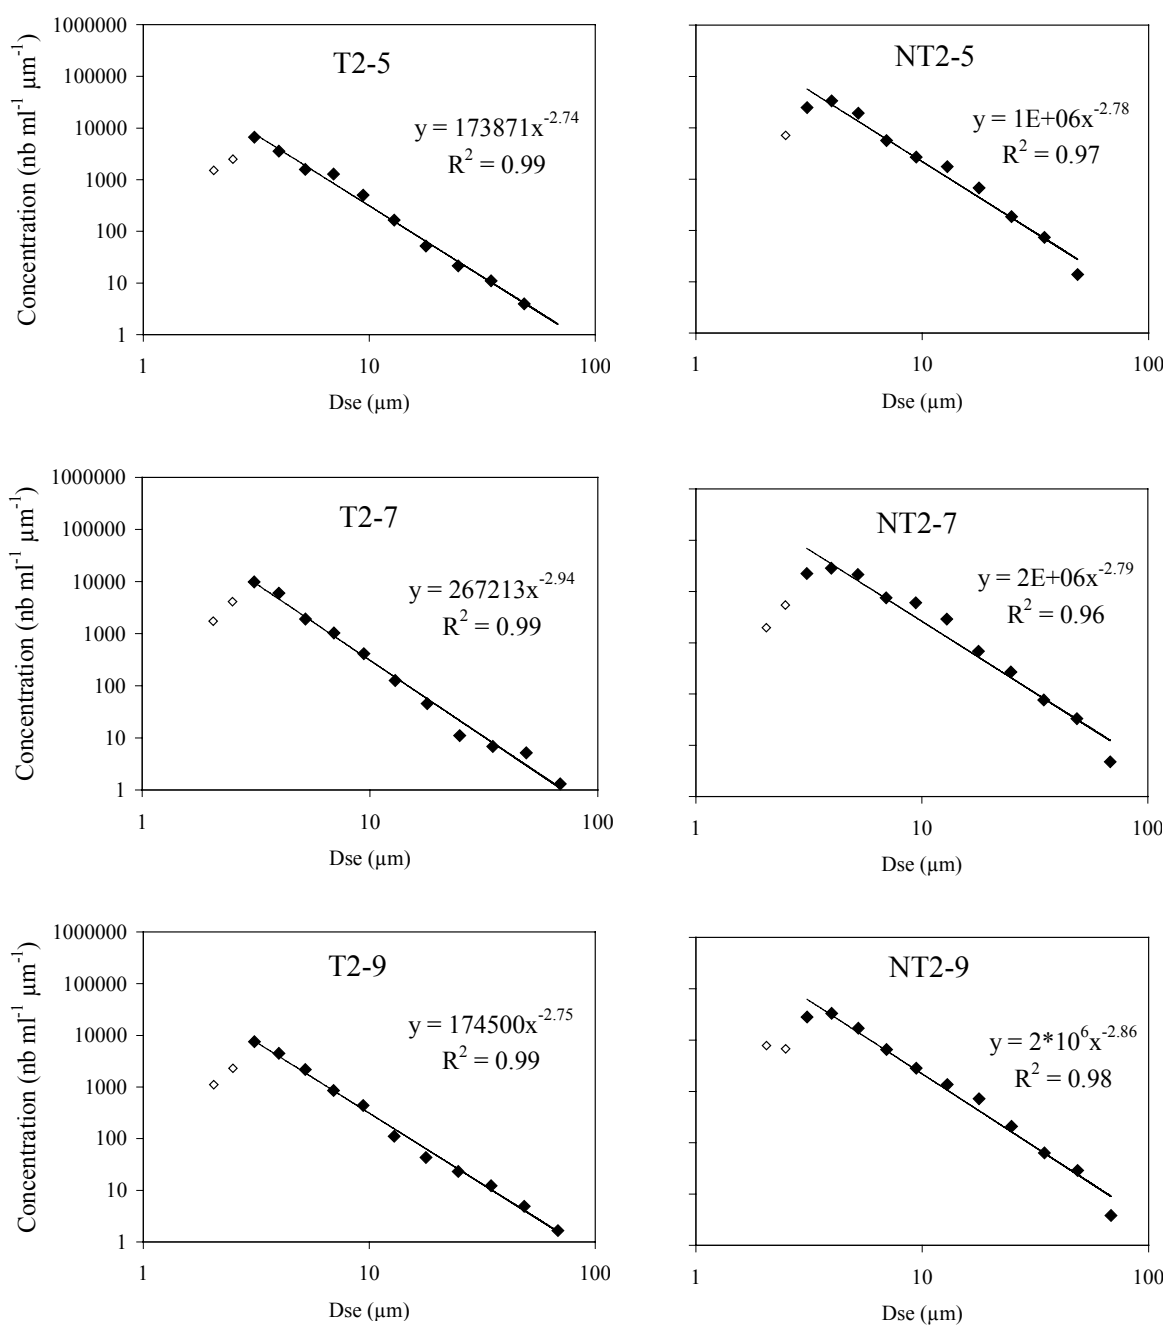 T2-5
y = 173871x^-2.74
R² = 0.99
Concentration (nb ml^-1 µm^-1)
1000000
100000
10000
1000
100
10
1
1 10 100
Dse (µm)
NT2-5
y = 1E+06x^-2.78
R² = 0.97
1 10 100
Dse (µm)
T2-7
y = 267213x^-2.94
R² = 0.99
Concentration (nb ml^-1 µm^-1)
1000000
100000
10000
1000
100
10
1
1 10 100
Dse (µm)
NT2-7
y = 2E+06x^-2.79
R² = 0.96
1 10 100
Dse (µm)
T2-9
y = 174500x^-2.75
R² = 0.99
Concentration (nb ml^-1 µm^-1)
1000000
100000
10000
1000
100
10
1
1 10 100
Dse (µm)
NT2-9
y = 2*10^6x^-2.86
R² = 0.98
1 10 100
Dse (µm)